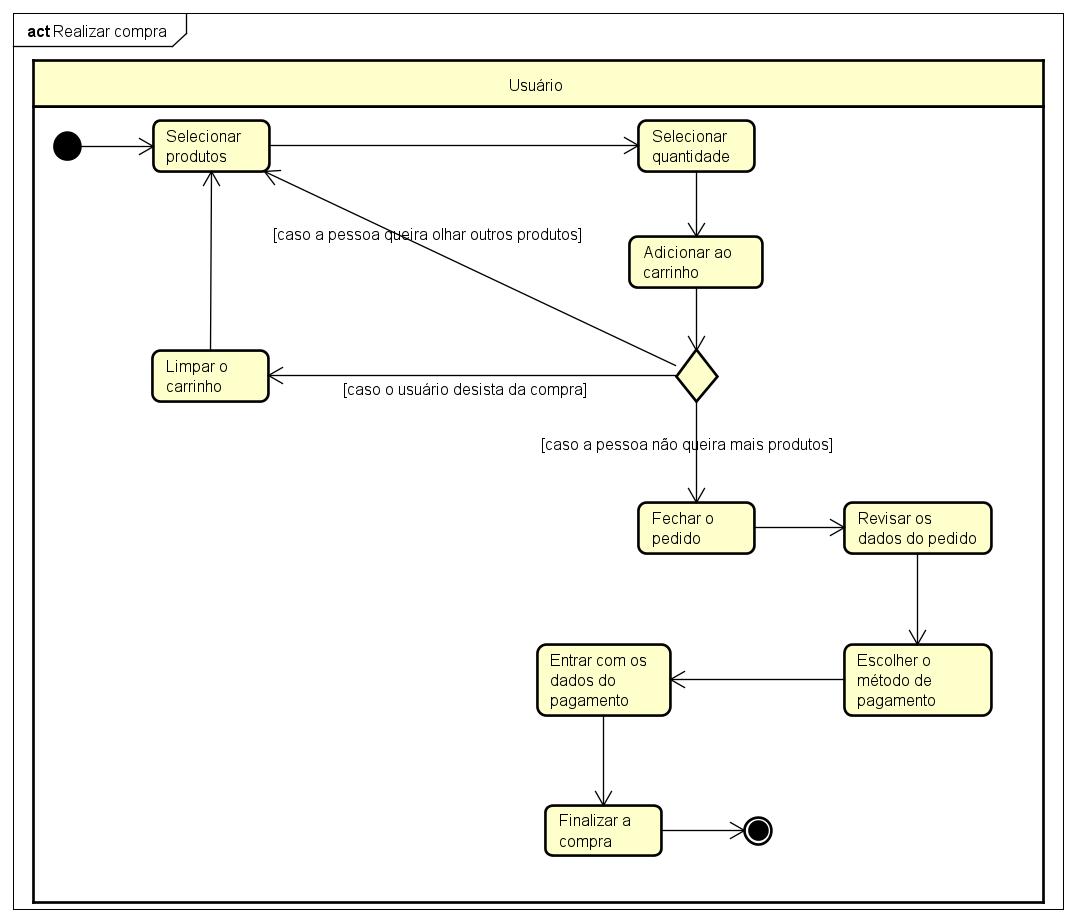 act Realizar compra
Usuário
Selecionar
produtos
Selecionar
quantidade
[caso a pessoa queira olhar outros produtos]
Adicionar ao
carrinho
Limpar o
carrinho
[caso o usuário desista da compra]
[caso a pessoa não queira mais produtos]
Fechar o
pedido
Revisar os
dados do pedido
Entrar com os
dados do
pagamento
Escolher o
método de
pagamento
Finalizar a
compra